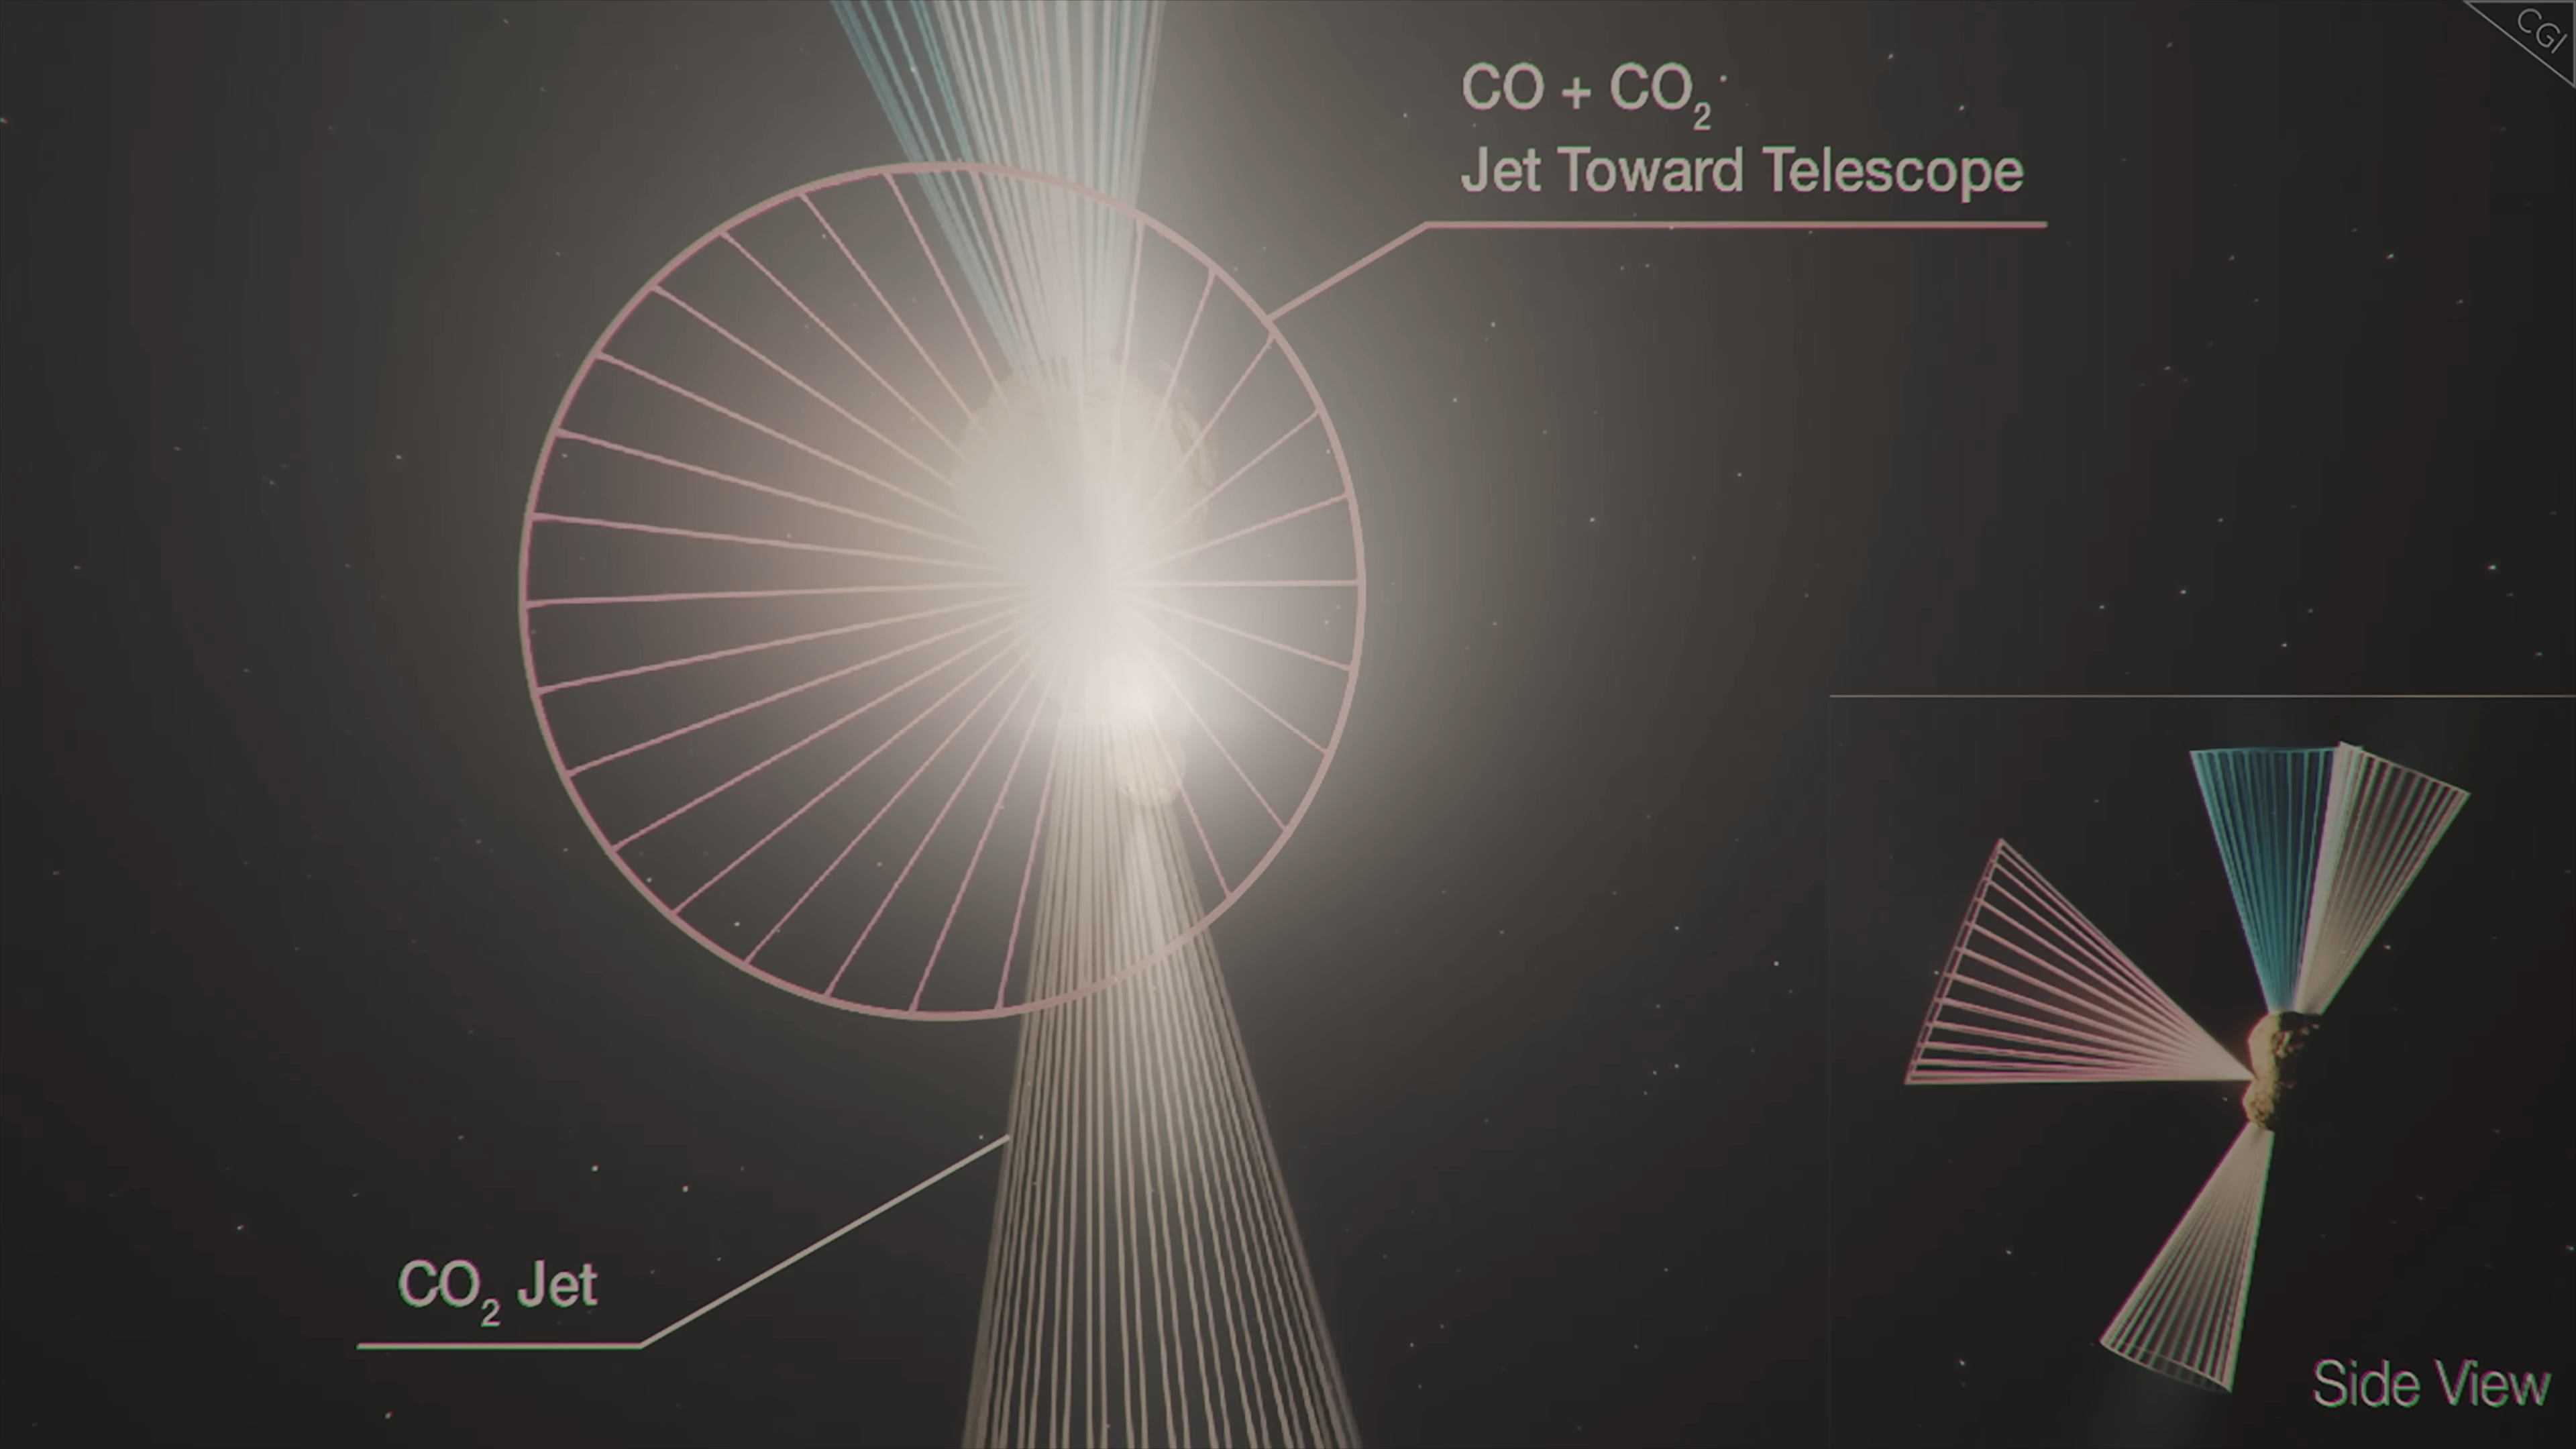 CGI
CO + CO₂
Jet Toward Telescope
CO₂ Jet
Side View